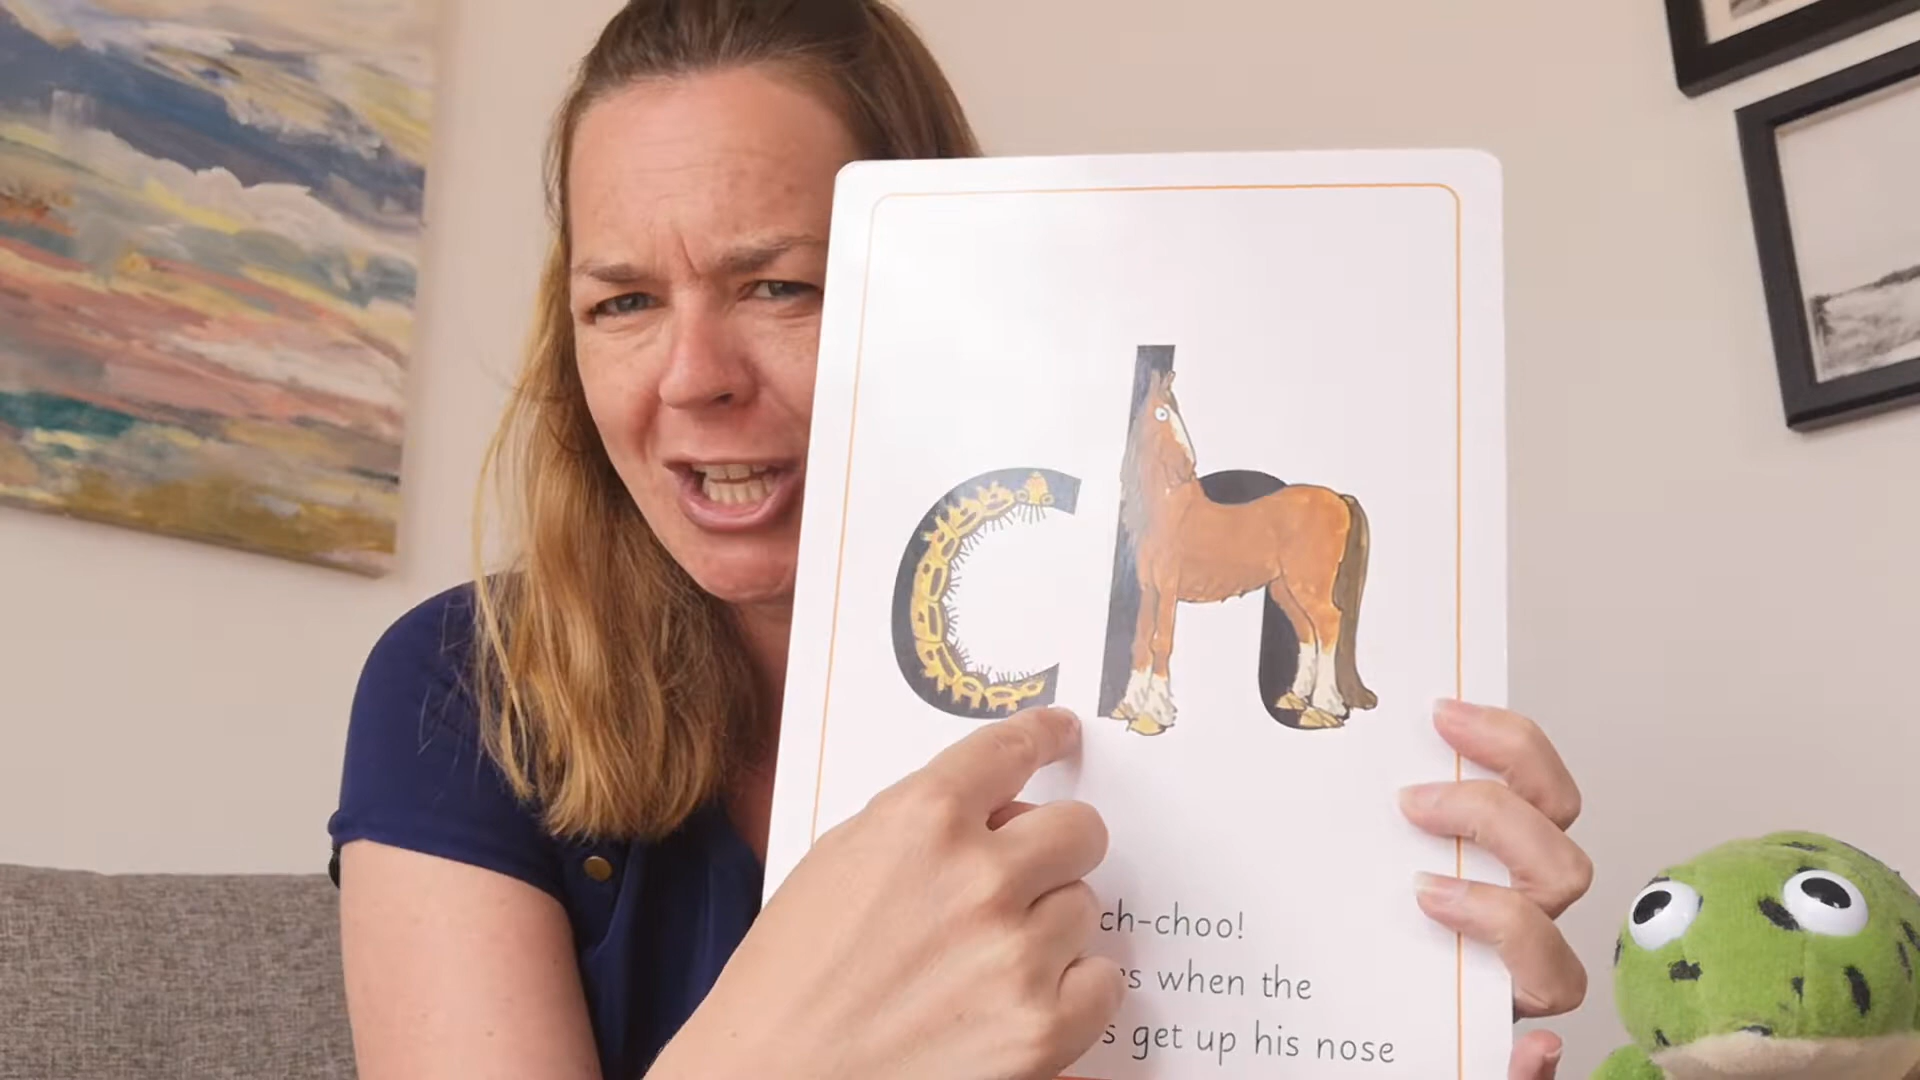 ch
ch-choo!
when the
get up his nose